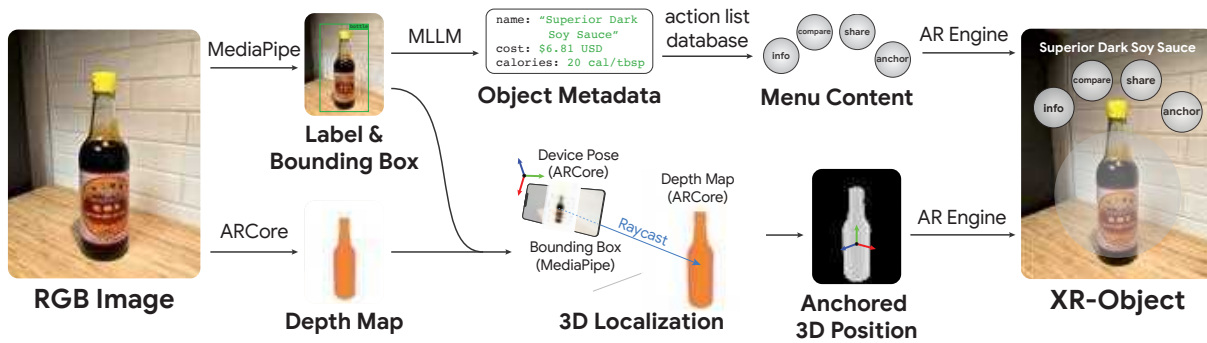 MediaPipe
MLLM
name: “Superior Dark
Soy Sauce”
cost: $6.81 USD
calories: 20 cal/tbsp
action list
database
info
compare
share
anchor
AR Engine
Superior Dark Soy Sauce
info
compare
share
anchor
Label &
Bounding Box
Object Metadata
Menu Content
ARCore
Device Pose
(ARCore)
Raycast
Bounding Box
(MediaPipe)
Depth Map
(ARCore)
AR Engine
RGB Image
Depth Map
3D Localization
Anchored
3D Position
XR-Object